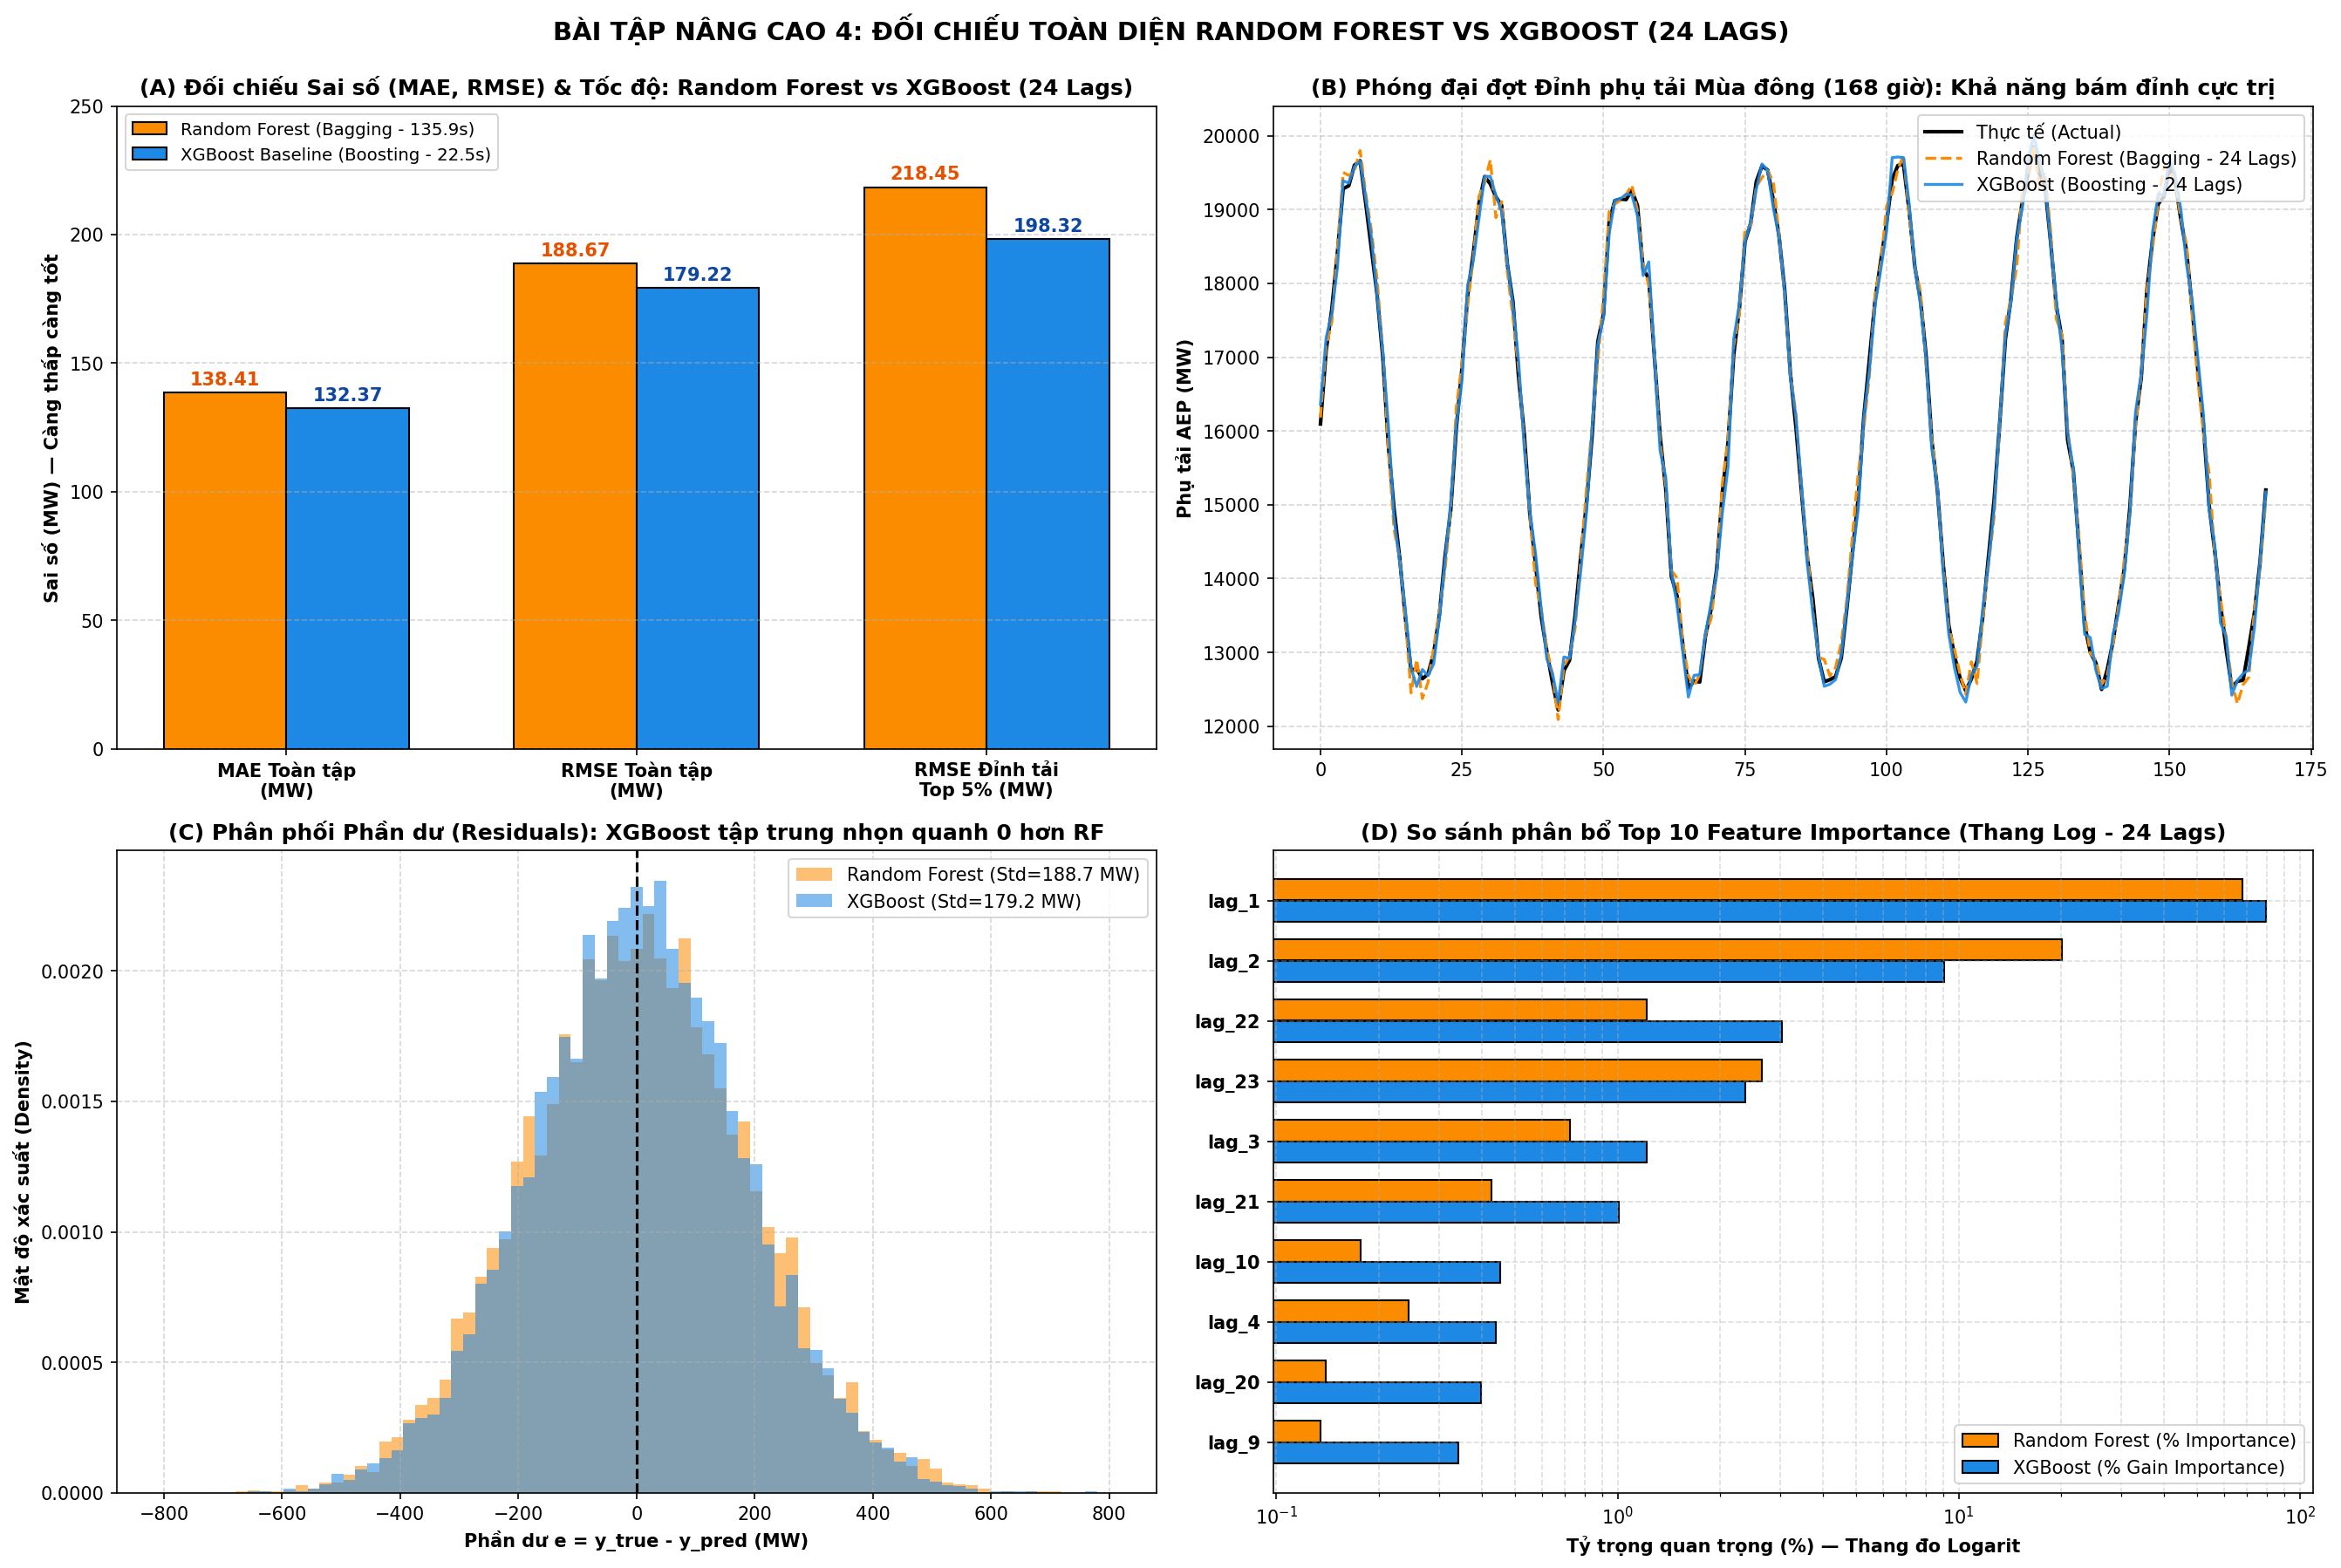 BÀI TẬP NÂNG CAO 4: ĐỐI CHIẾU TOÀN DIỆN RANDOM FOREST VS XGBOOST (24 LAGS)
(A) Đối chiếu Sai số (MAE, RMSE) & Tốc độ: Random Forest vs XGBoost (24 Lags)
Sai số (MW) — Càng thấp càng tốt
250
200
150
100
50
0
Random Forest (Bagging - 135.9s)
XGBoost Baseline (Boosting - 22.5s)
138.41
132.37
188.67
179.22
218.45
198.32
MAE Toàn tập
(MW)
RMSE Toàn tập
(MW)
RMSE Đỉnh tải
Top 5% (MW)
(B) Phóng đại đợt Đỉnh phụ tải Mùa đông (168 giờ): Khả năng bám đỉnh cực trị
Phụ tải AEP (MW)
20000
19000
18000
17000
16000
15000
14000
13000
12000
Thực tế (Actual)
Random Forest (Bagging - 24 Lags)
XGBoost (Boosting - 24 Lags)
0 25 50 75 100 125 150 175
(C) Phân phối Phần dư (Residuals): XGBoost tập trung nhọn quanh 0 hơn RF
Mật độ xác suất (Density)
0.0020
0.0015
0.0010
0.0005
0.0000
Random Forest (Std=188.7 MW)
XGBoost (Std=179.2 MW)
−800 −600 −400 −200 0 200 400 600 800
Phần dư e = y_true - y_pred (MW)
(D) So sánh phân bổ Top 10 Feature Importance (Thang Log - 24 Lags)
lag_1
lag_2
lag_22
lag_23
lag_3
lag_21
lag_10
lag_4
lag_20
lag_9
Random Forest (% Importance)
XGBoost (% Gain Importance)
10⁻¹ 10⁰ 10¹ 10²
Tỷ trọng quan trọng (%) — Thang đo Logarit